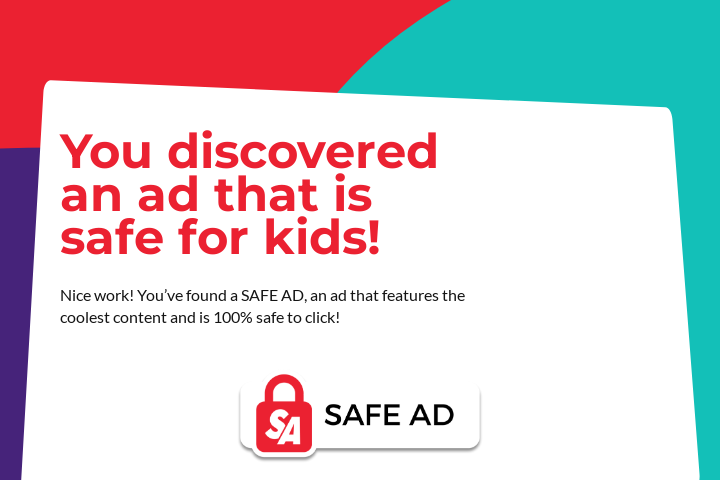 You discovered
an ad that is
safe for kids!
Nice work! You’ve found a SAFE AD, an ad that features the
coolest content and is 100% safe to click!
SA SAFE AD